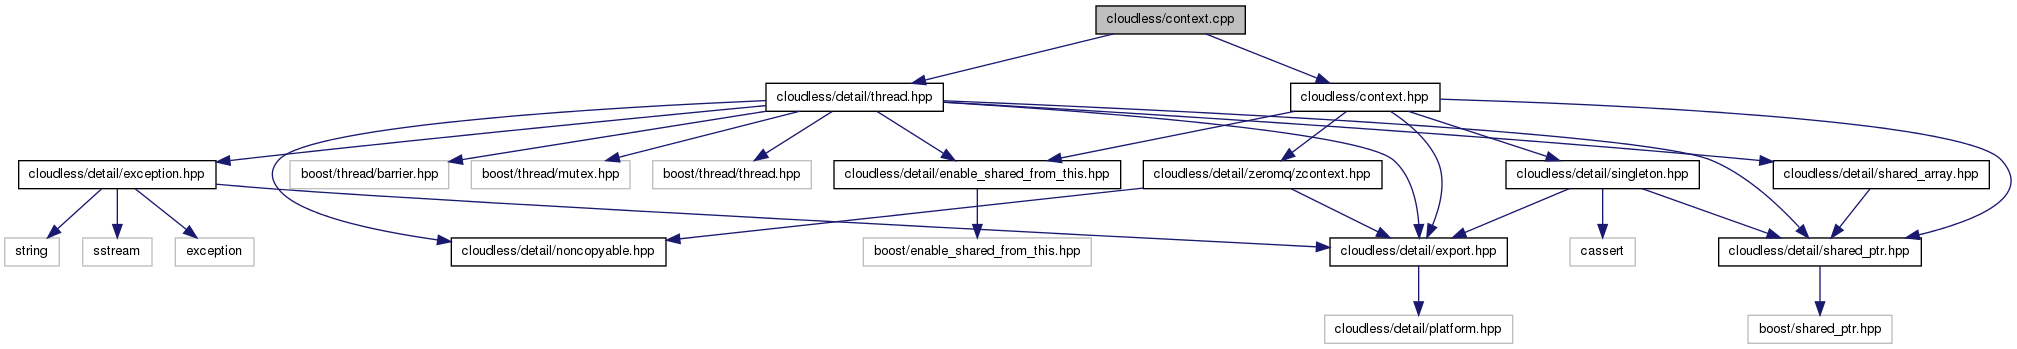 cloudless/context.cpp
cloudless/detail/thread.hpp
cloudless/context.hpp
cloudless/detail/exception.hpp
boost/thread/barrier.hpp
boost/thread/mutex.hpp
boost/thread/thread.hpp
cloudless/detail/enable_shared_from_this.hpp
cloudless/detail/zeromq/zcontext.hpp
cloudless/detail/singleton.hpp
cloudless/detail/shared_array.hpp
string
sstream
exception
cloudless/detail/noncopyable.hpp
boost/enable_shared_from_this.hpp
cloudless/detail/export.hpp
cassert
cloudless/detail/shared_ptr.hpp
cloudless/detail/platform.hpp
boost/shared_ptr.hpp